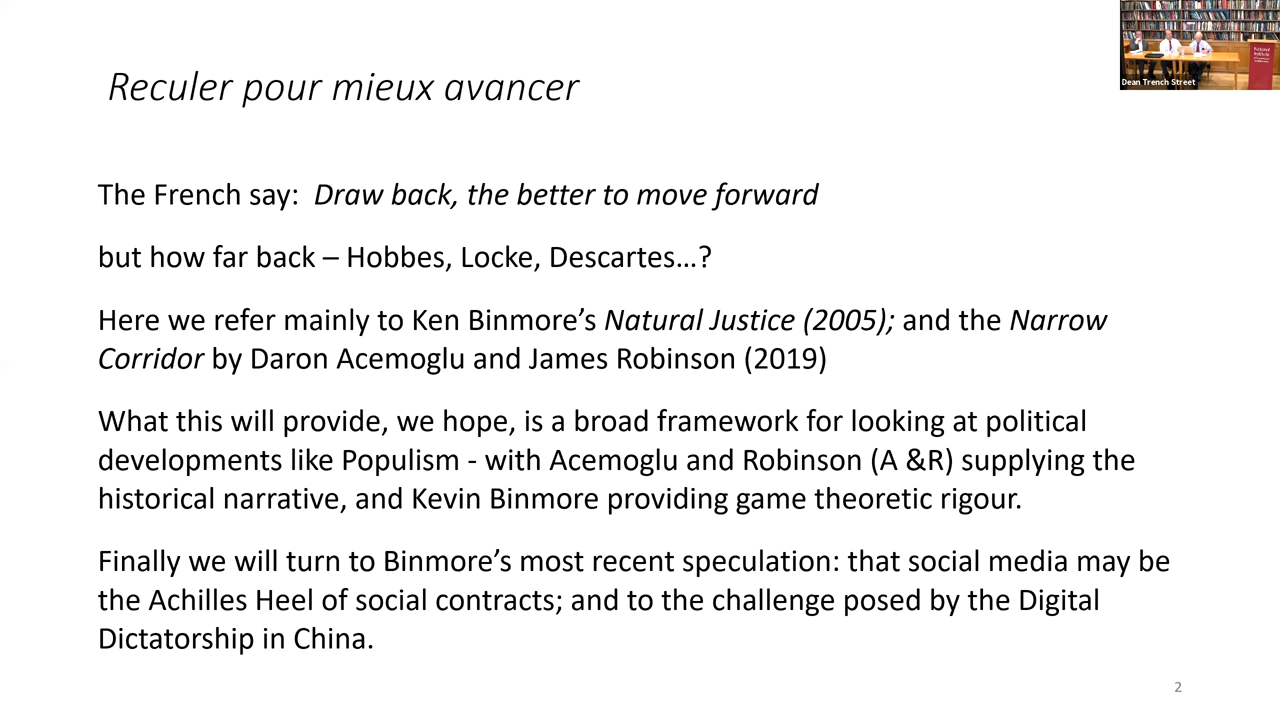 Reculer pour mieux avancer
Dean Trench Street
The French say: Draw back, the better to move forward
but how far back – Hobbes, Locke, Descartes…?
Here we refer mainly to Ken Binmore’s Natural Justice (2005); and the Narrow
Corridor by Daron Acemoglu and James Robinson (2019)
What this will provide, we hope, is a broad framework for looking at political
developments like Populism - with Acemoglu and Robinson (A &R) supplying the
historical narrative, and Kevin Binmore providing game theoretic rigour.
Finally we will turn to Binmore’s most recent speculation: that social media may be
the Achilles Heel of social contracts; and to the challenge posed by the Digital
Dictatorship in China.
2